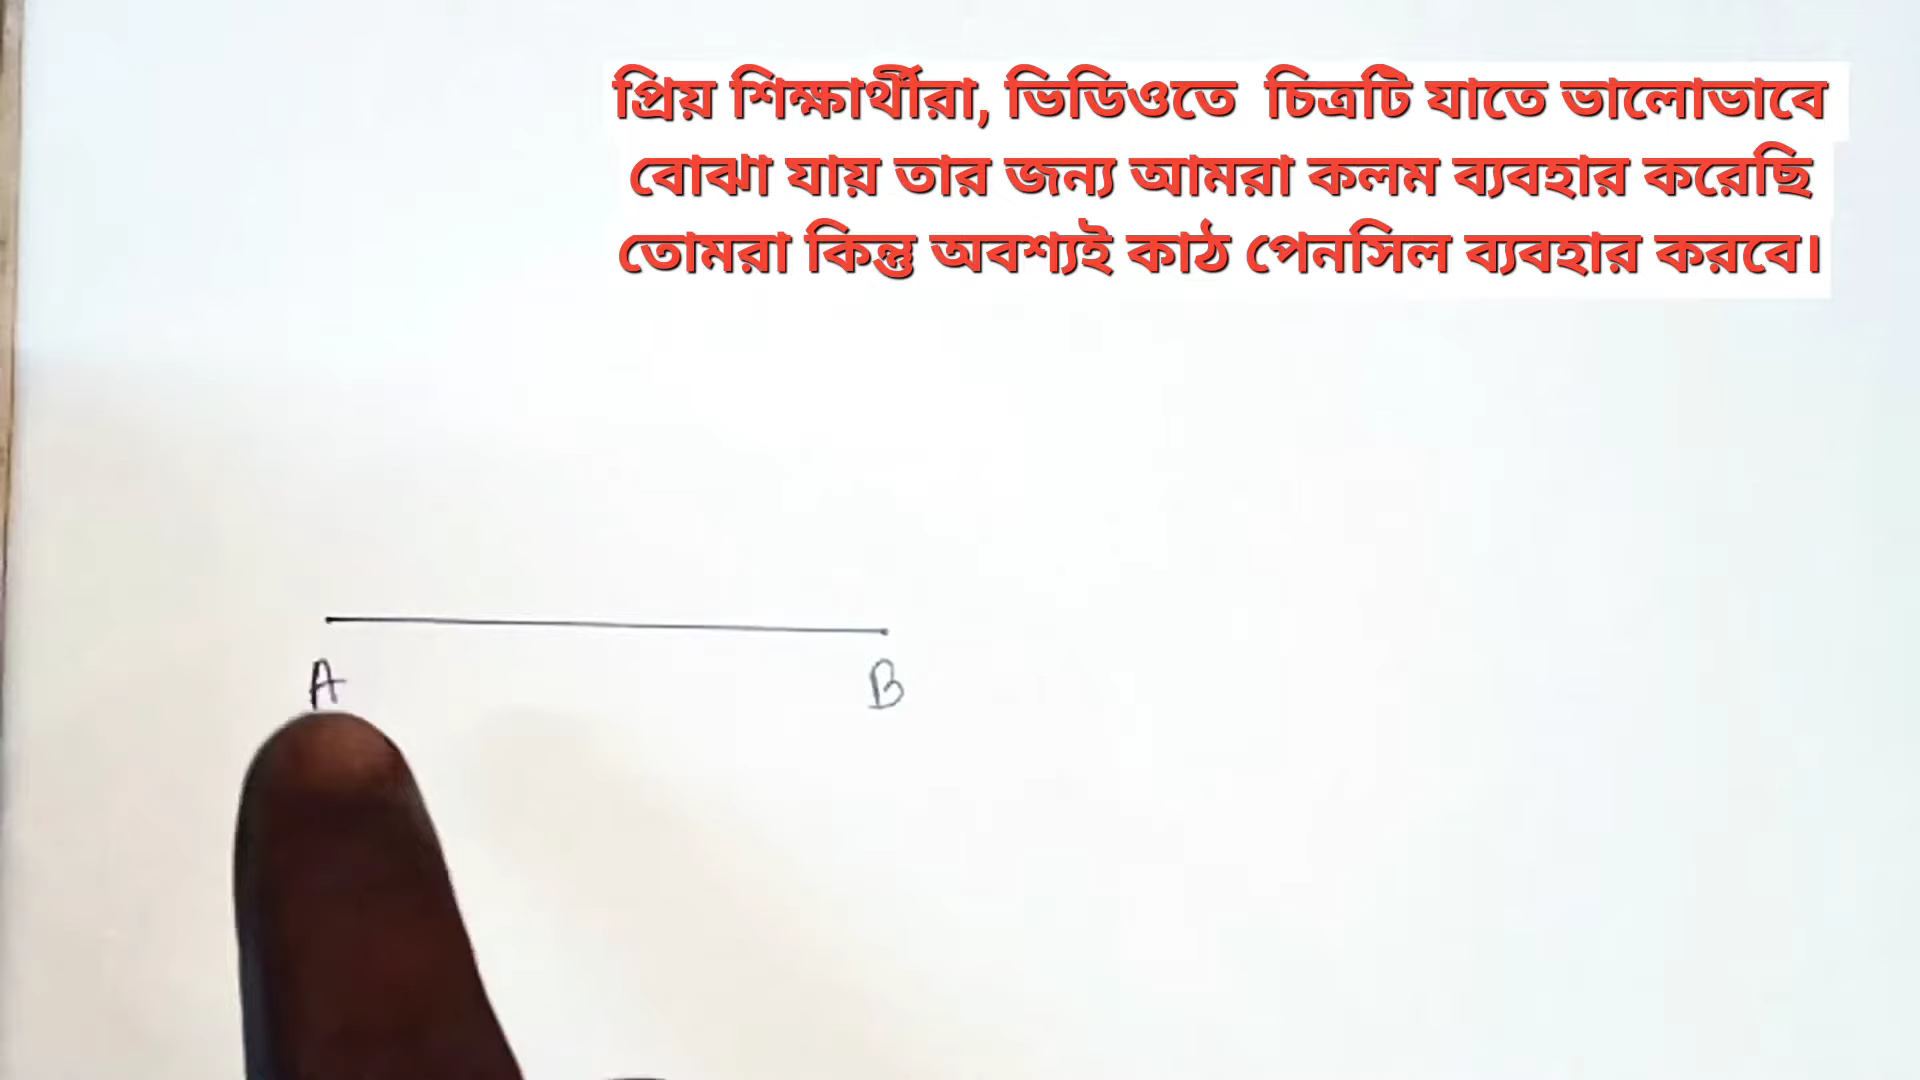 প্রিয় শিক্ষার্থীরা, ভিডিওতে চিত্রটি যাতে ভালোভাবে
বোঝা যায় তার জন্য আমরা কলম ব্যবহার করেছি
তোমরা কিন্তু অবশ্যই কাঠ পেনসিল ব্যবহার করবে।
A B